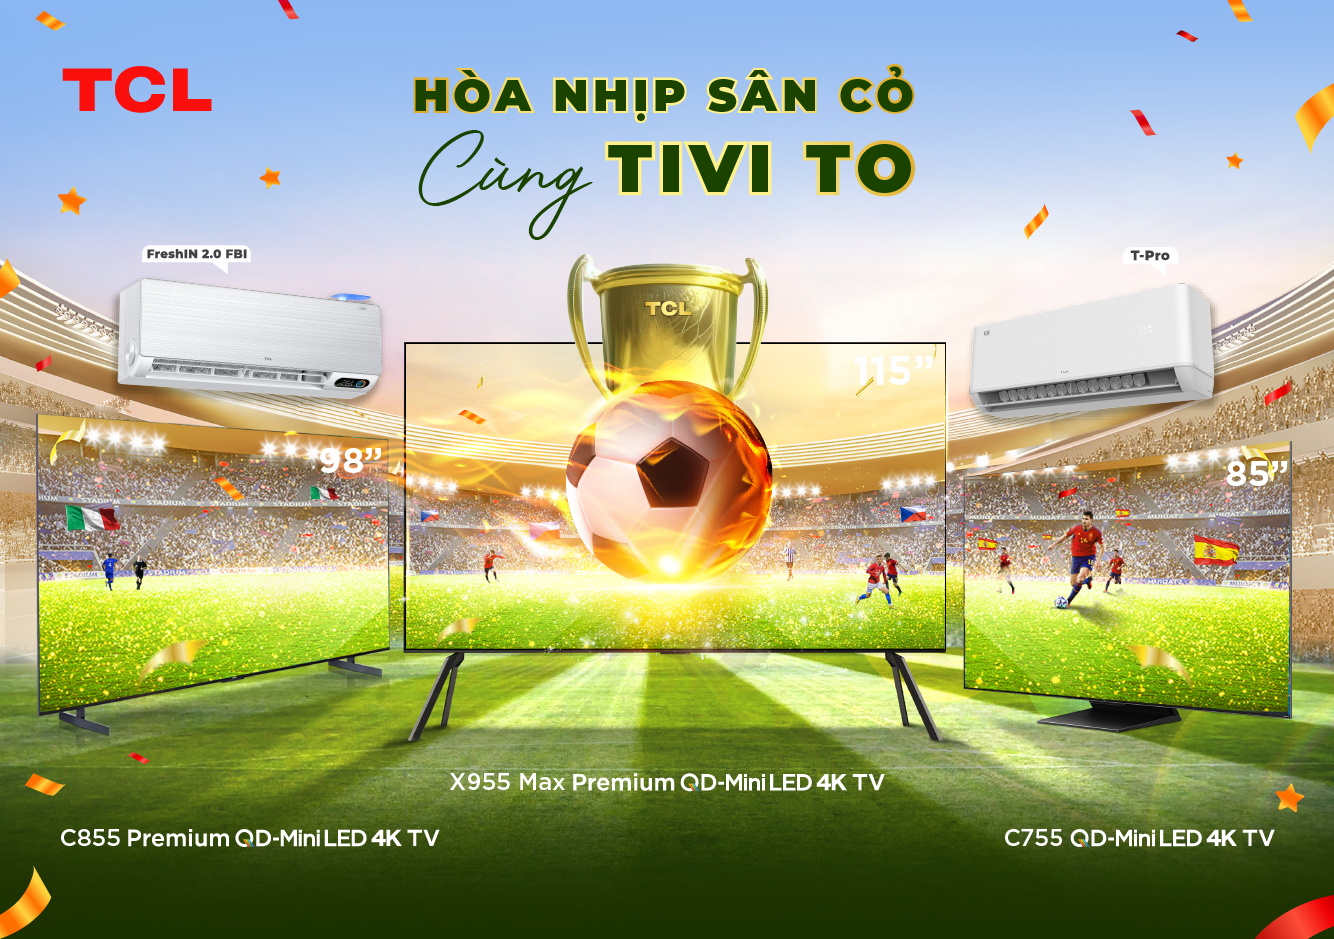 TCL
HÒA NHỊP SÂN CỎ
Cùng TIVI TO
FreshIN 2.0 FBI
T-Pro
TCL
115”
98”
85”
X955 Max Premium QD-Mini LED 4K TV
C855 Premium QD-Mini LED 4K TV
C755 QD-Mini LED 4K TV